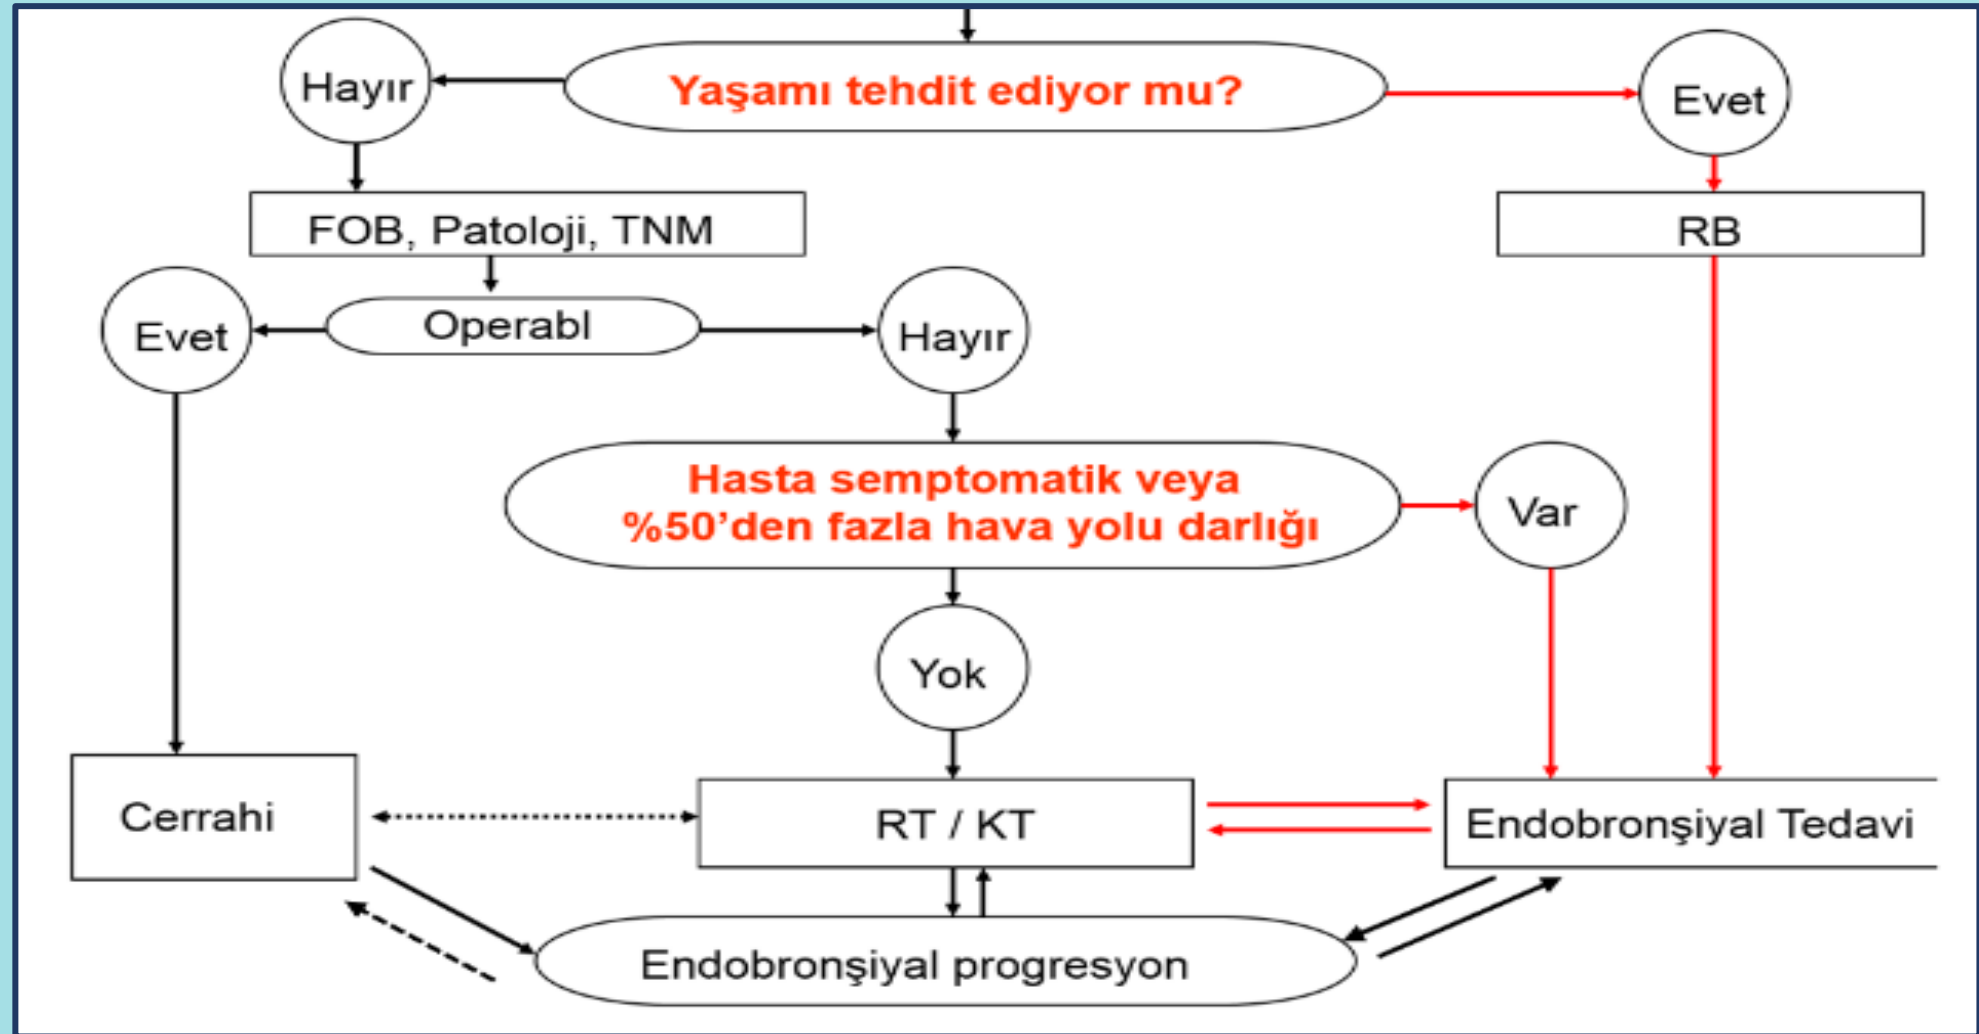 Yaşamı tehdit ediyor mu?
Hayır
Evet
FOB, Patoloji, TNM
RB
Evet
Operabl
Hayır
Hasta semptomatik veya
%50’den fazla hava yolu darlığı
Var
Yok
Cerrahi
RT / KT
Endobronşiyal Tedavi
Endobronşiyal progresyon